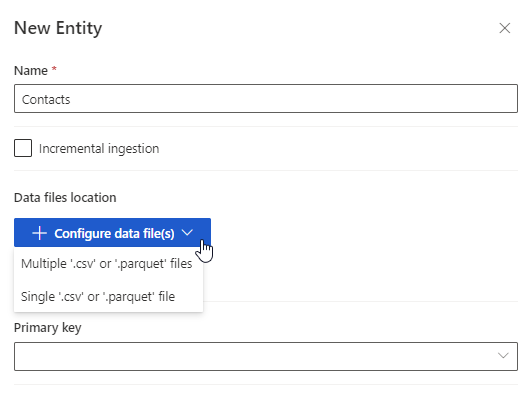 New Entity
Name *
Contacts
Incremental ingestion
Data files location
Configure data file(s)
Multiple '.csv' or '.parquet' files
Single '.csv' or '.parquet' file
Primary key